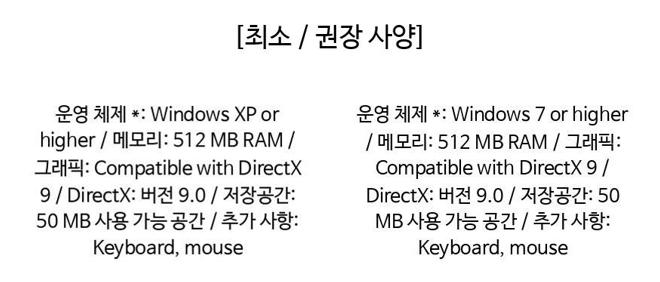 [최소 / 권장 사양]
운영 체제 *: Windows XP or
higher / 메모리: 512 MB RAM /
그래픽: Compatible with DirectX
9 / DirectX: 버전 9.0 / 저장공간:
50 MB 사용 가능 공간 / 추가 사항:
Keyboard, mouse
운영 체제 *: Windows 7 or higher
/ 메모리: 512 MB RAM / 그래픽:
Compatible with DirectX 9 /
DirectX: 버전 9.0 / 저장공간: 50
MB 사용 가능 공간 / 추가 사항:
Keyboard, mouse